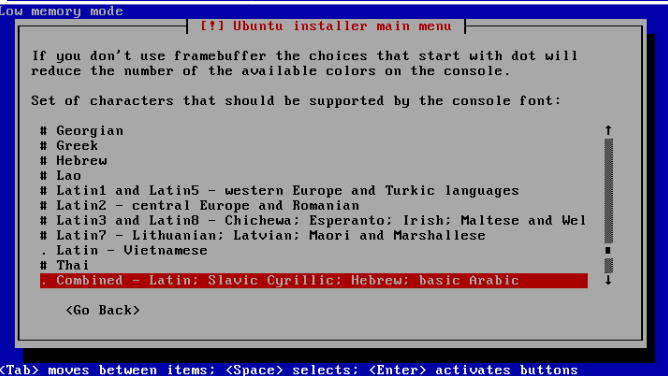 Low memory mode
[!] Ubuntu installer main menu
If you don't use framebuffer the choices that start with dot will
reduce the number of the available colors on the console.
Set of characters that should be supported by the console font:
# Georgian
# Greek
# Hebrew
# Lao
# Latin1 and Latin5 - western Europe and Turkic languages
# Latin2 - central Europe and Romanian
# Latin3 and Latin8 - Chichewa; Esperanto; Irish; Maltese and Wel
# Latin7 - Lithuanian; Latvian; Maori and Marshallese
. Latin - Vietnamese
# Thai
. Combined - Latin; Slavic Cyrillic; Hebrew; basic Arabic
<Go Back>
<Tab> moves between items; <Space> selects; <Enter> activates buttons